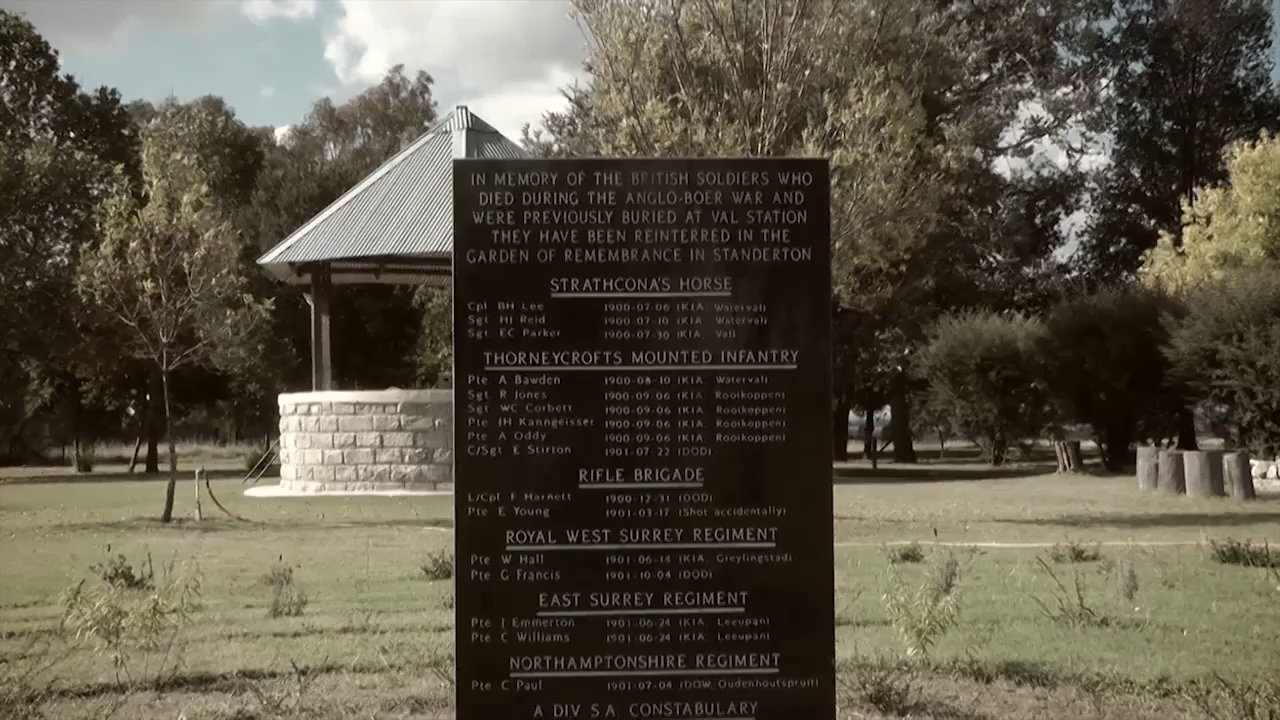 IN MEMORY OF THE BRITISH SOLDIERS WHO
DIED DURING THE ANGLO-BOER WAR AND
WERE PREVIOUSLY BURIED AT VAL STATION
THEY HAVE BEEN REINTERRED IN THE
GARDEN OF REMEMBRANCE IN STANDERTON
STRATHCONA'S HORSE
Cpl BH Lee 1900-07-06 (KIA, Waterval)
Sgt HI Reid 1900-07-10 (KIA, Waterval)
Sgt EC Parker 1900-07-30 (KIA, Val)
THORNEYCROFTS MOUNTED INFANTRY
Pte A Bawden 1900-08-10 (KIA, Waterval)
Sgt R Jones 1900-09-06 (KIA, Rooikoppen)
Sgt WC Corbett 1900-09-06 (KIA, Rooikoppen)
Pte IH Kanngeisser 1900-09-06 (KIA, Rooikoppen)
Pte A Oddy 1900-09-06 (KIA, Rooikoppen)
C/Sgt E Stirton 1901-07-22 (DOD)
RIFLE BRIGADE
L/Cpl F Harnett 1900-12-31 (DOD)
Pte E Young 1901-03-17 (Shot accidentally)
ROYAL WEST SURREY REGIMENT
Pte W Hall 1901-06-14 (KIA, Greylingstad)
Pte G Francis 1901-10-04 (DOD)
EAST SURREY REGIMENT
Pte J Emmerton 1901-06-24 (KIA, Leeupan)
Pte C Williams 1901-06-24 (KIA, Leeupan)
NORTHAMPTONSHIRE REGIMENT
Pte C Paul 1901-07-04 (DOW, Oudenhoutspruit)
A DIV S.A. CONSTABULARY